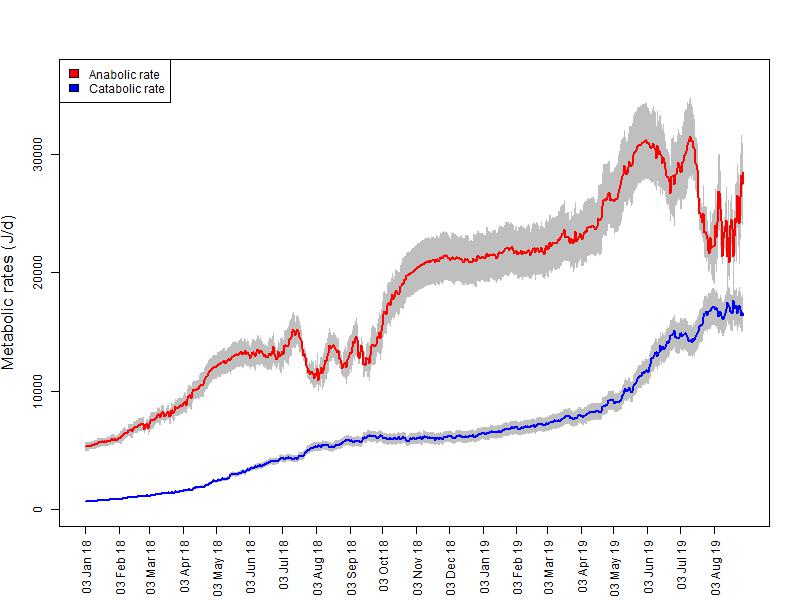 Anabolic rate
Catabolic rate
Metabolic rates (J/d)
30000
20000
10000
0
03 Jan 18
03 Feb 18
03 Mar 18
03 Apr 18
03 May 18
03 Jun 18
03 Jul 18
03 Aug 18
03 Sep 18
03 Oct 18
03 Nov 18
03 Dec 18
03 Jan 19
03 Feb 19
03 Mar 19
03 Apr 19
03 May 19
03 Jun 19
03 Jul 19
03 Aug 19